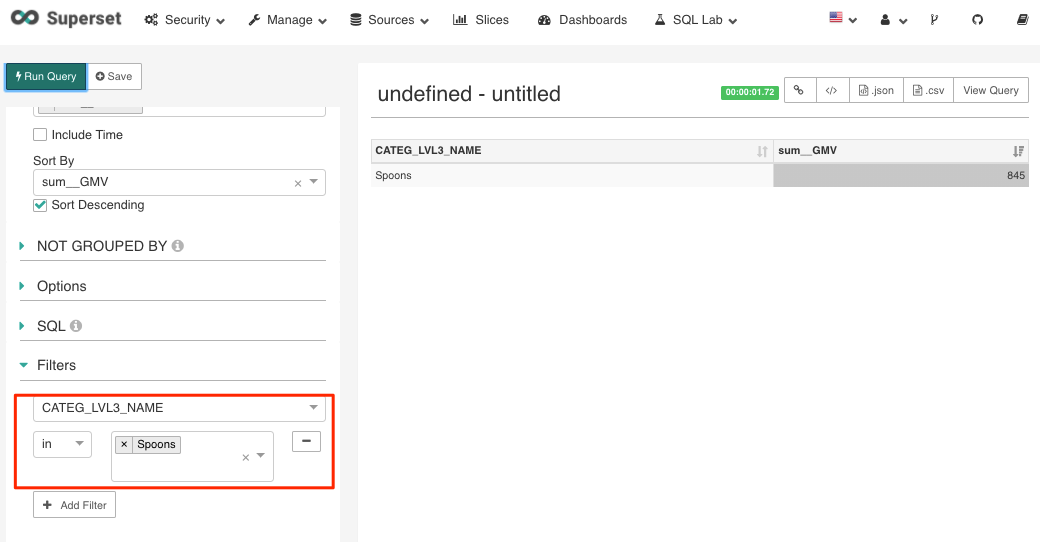 Superset Security Manage Sources Slices Dashboards SQL Lab
Run Query Save
Include Time
Sort By
sum__GMV ×
Sort Descending
NOT GROUPED BY
Options
SQL
Filters
CATEG_LVL3_NAME
in × Spoons ×
Add Filter
undefined - untitled 00:00:01.72 </> .json .csv View Query
CATEG_LVL3_NAME sum__GMV
Spoons 845